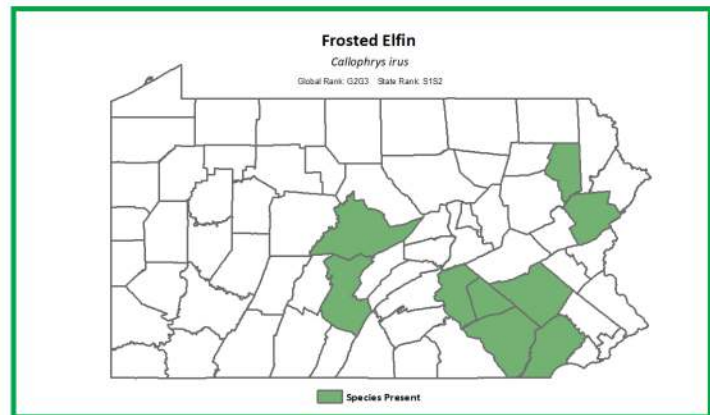 Frosted Elfin
Callophrys irus
Global Rank: G2G3 State Rank: S1S2
Species Present